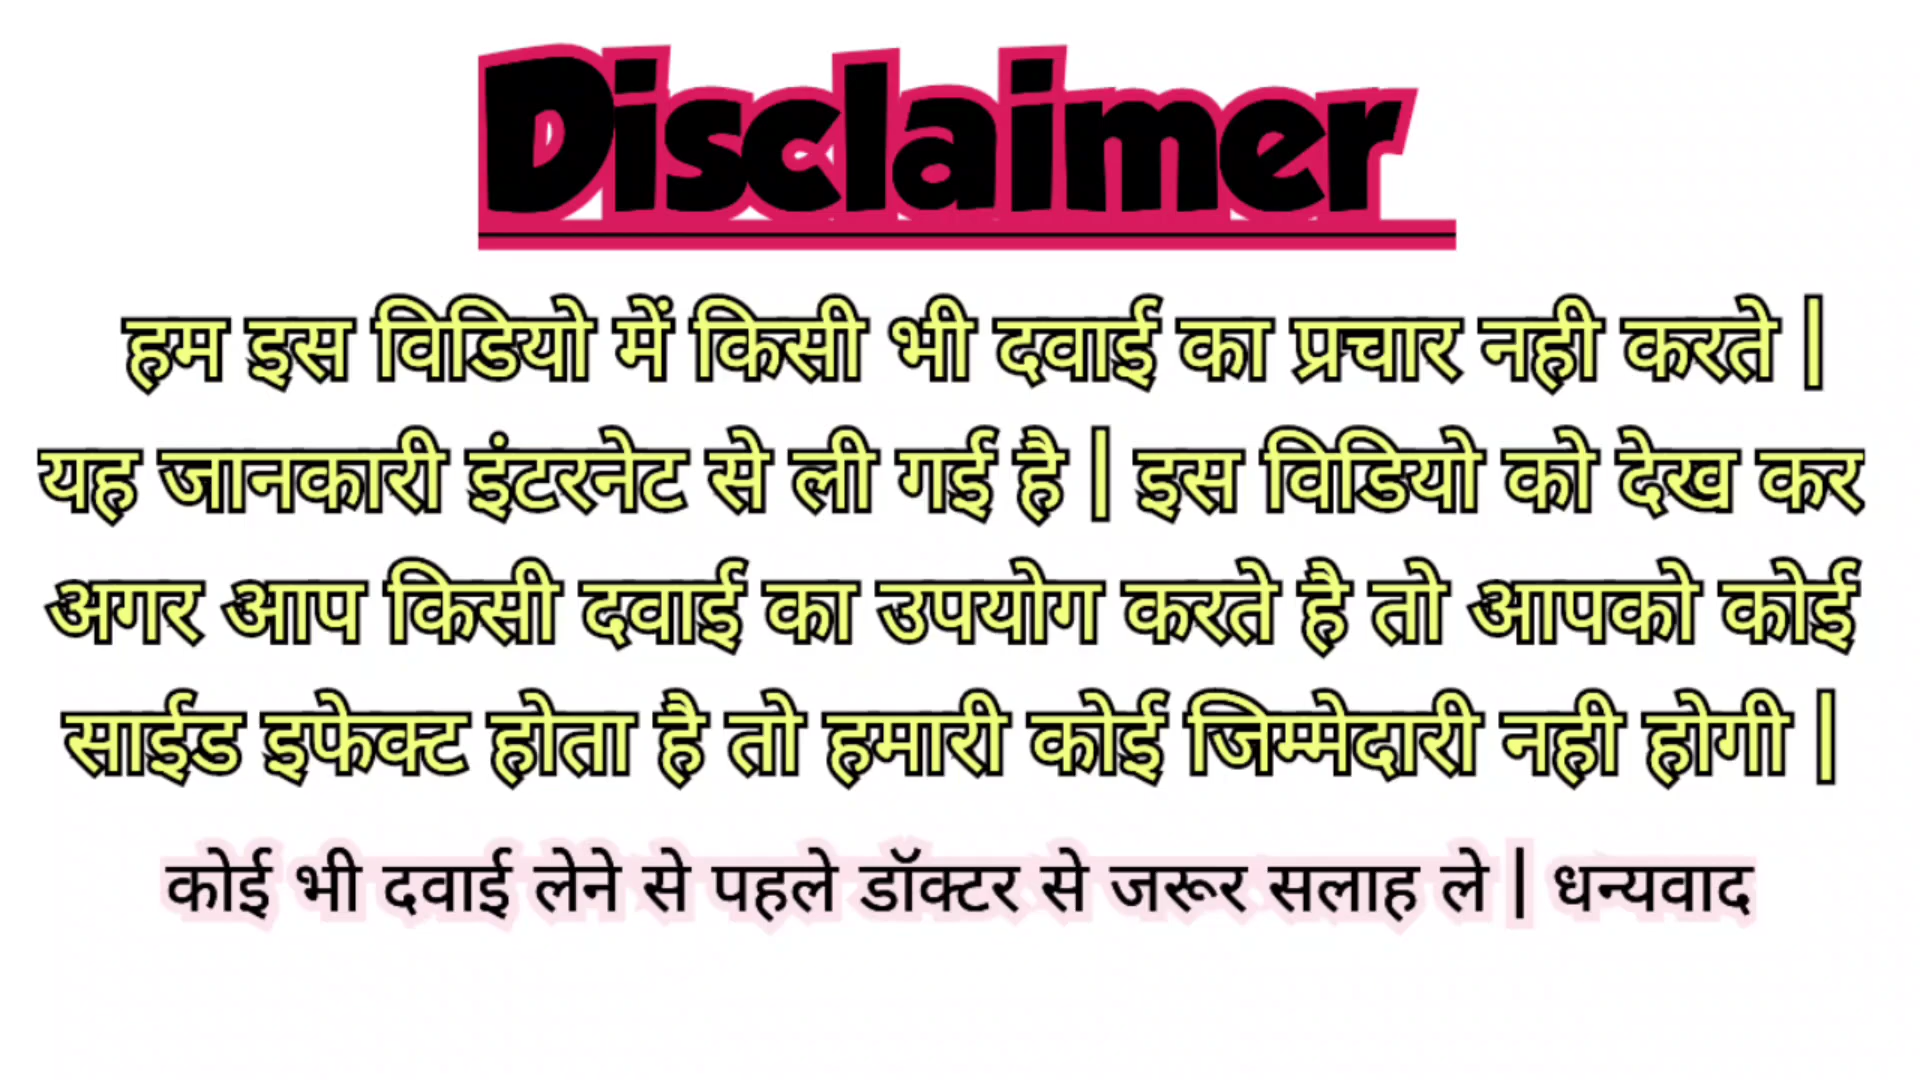 Disclaimer
हम इस विडियो में किसी भी दवाई का प्रचार नही करते |
यह जानकारी इंटरनेट से ली गई है | इस विडियो को देख कर
अगर आप किसी दवाई का उपयोग करते है तो आपको कोई
साईड इफेक्ट होता है तो हमारी कोई जिम्मेदारी नही होगी |
कोई भी दवाई लेने से पहले डॉक्टर से जरूर सलाह ले | धन्यवाद